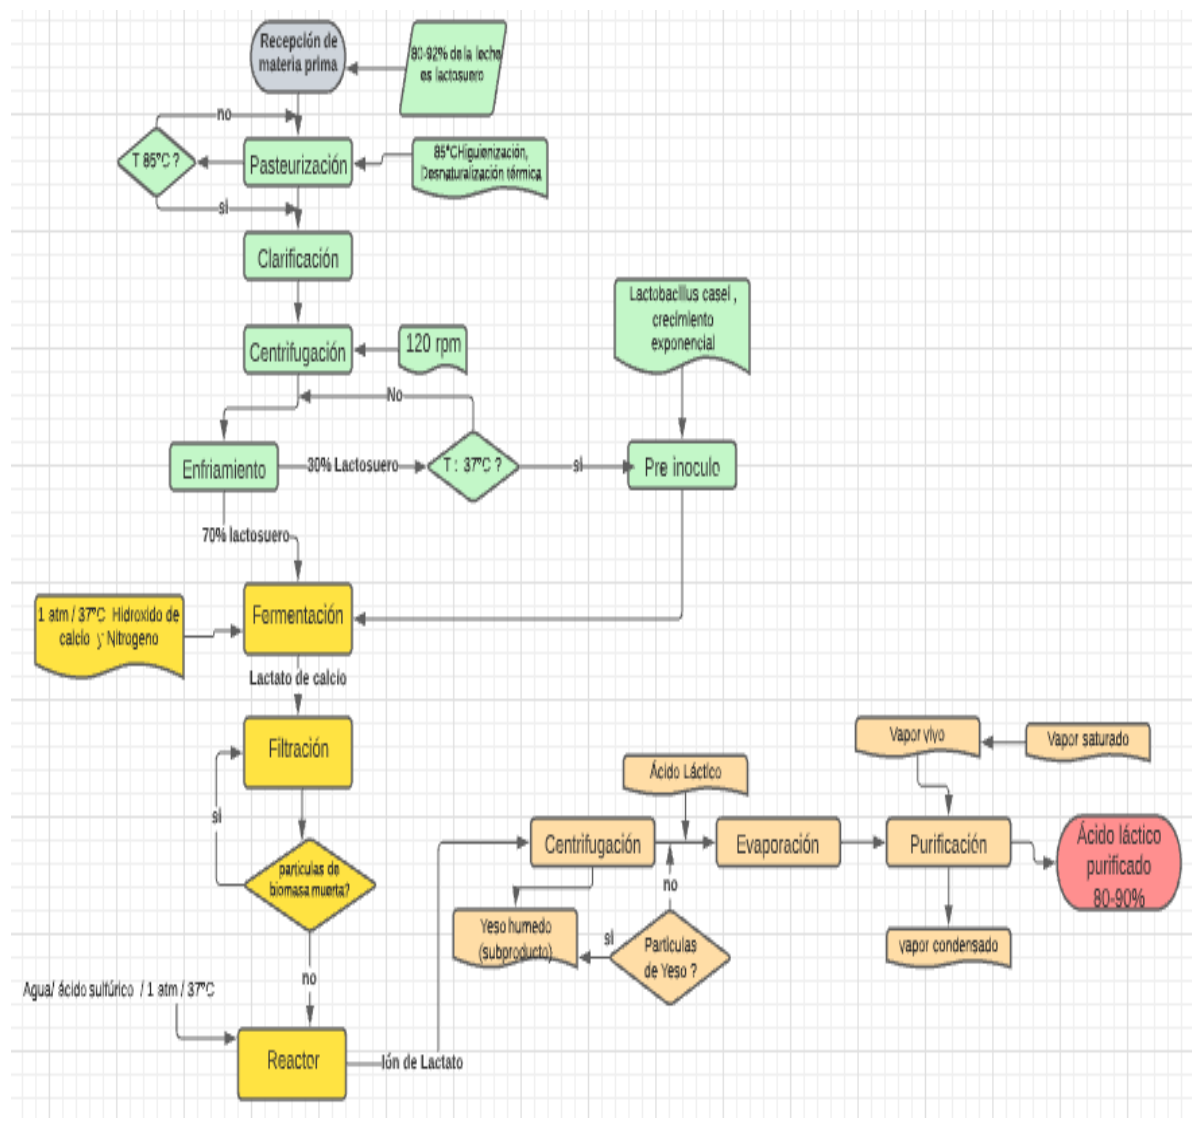 Recepción de
materia prima
80-92% de la leche
es lactosuero
no
T 85°C ?
Pasteurización
85°CHiguienización,
Desnaturalización térmica
si
Clarificación
Centrifugación
120 rpm
Lactobacillus casei ,
crecimiento
exponencial
No
Enfriamiento
30% Lactosuero
T : 37°C ?
si
Pre inoculo
70% lactosuero
1 atm / 37°C Hidroxido de
calcio y Nitrogeno
Fermentación
Lactato de calcio
Filtración
si
particulas de
biomasa muerta?
no
Agua/ ácido sulfúrico / 1 atm / 37°C
Reactor
Ión de Lactato
Centrifugación
Ácido Láctico
Evaporación
Vapor vivo
Vapor saturado
Purificación
Ácido láctico
purificado
80-90%
no
Yeso humedo
(subproducto)
si
Particulas
de Yeso ?
vapor condensado